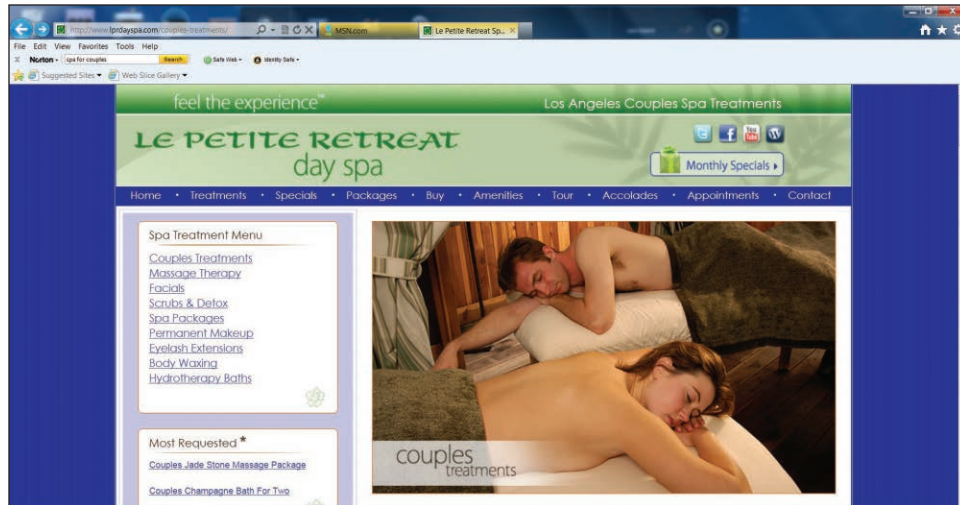 http://www.lprdayspa.com/couples-treatments/
MSN.com
Le Petite Retreat Sp...
File Edit View Favorites Tools Help
X Norton spa for couples Search Safe Web Identity Safe
Suggested Sites Web Slice Gallery
feel the experience™
Los Angeles Couples Spa Treatments
LE PETITE RETREAT
day spa
You
Tube
Monthly Specials
Home • Treatments • Specials • Packages • Buy • Amenities • Tour • Accolades • Appointments • Contact
Spa Treatment Menu
Couples Treatments
Massage Therapy
Facials
Scrubs & Detox
Spa Packages
Permanent Makeup
Eyelash Extensions
Body Waxing
Hydrotherapy Baths
Most Requested *
Couples Jade Stone Massage Package
Couples Champagne Bath For Two
couples
treatments